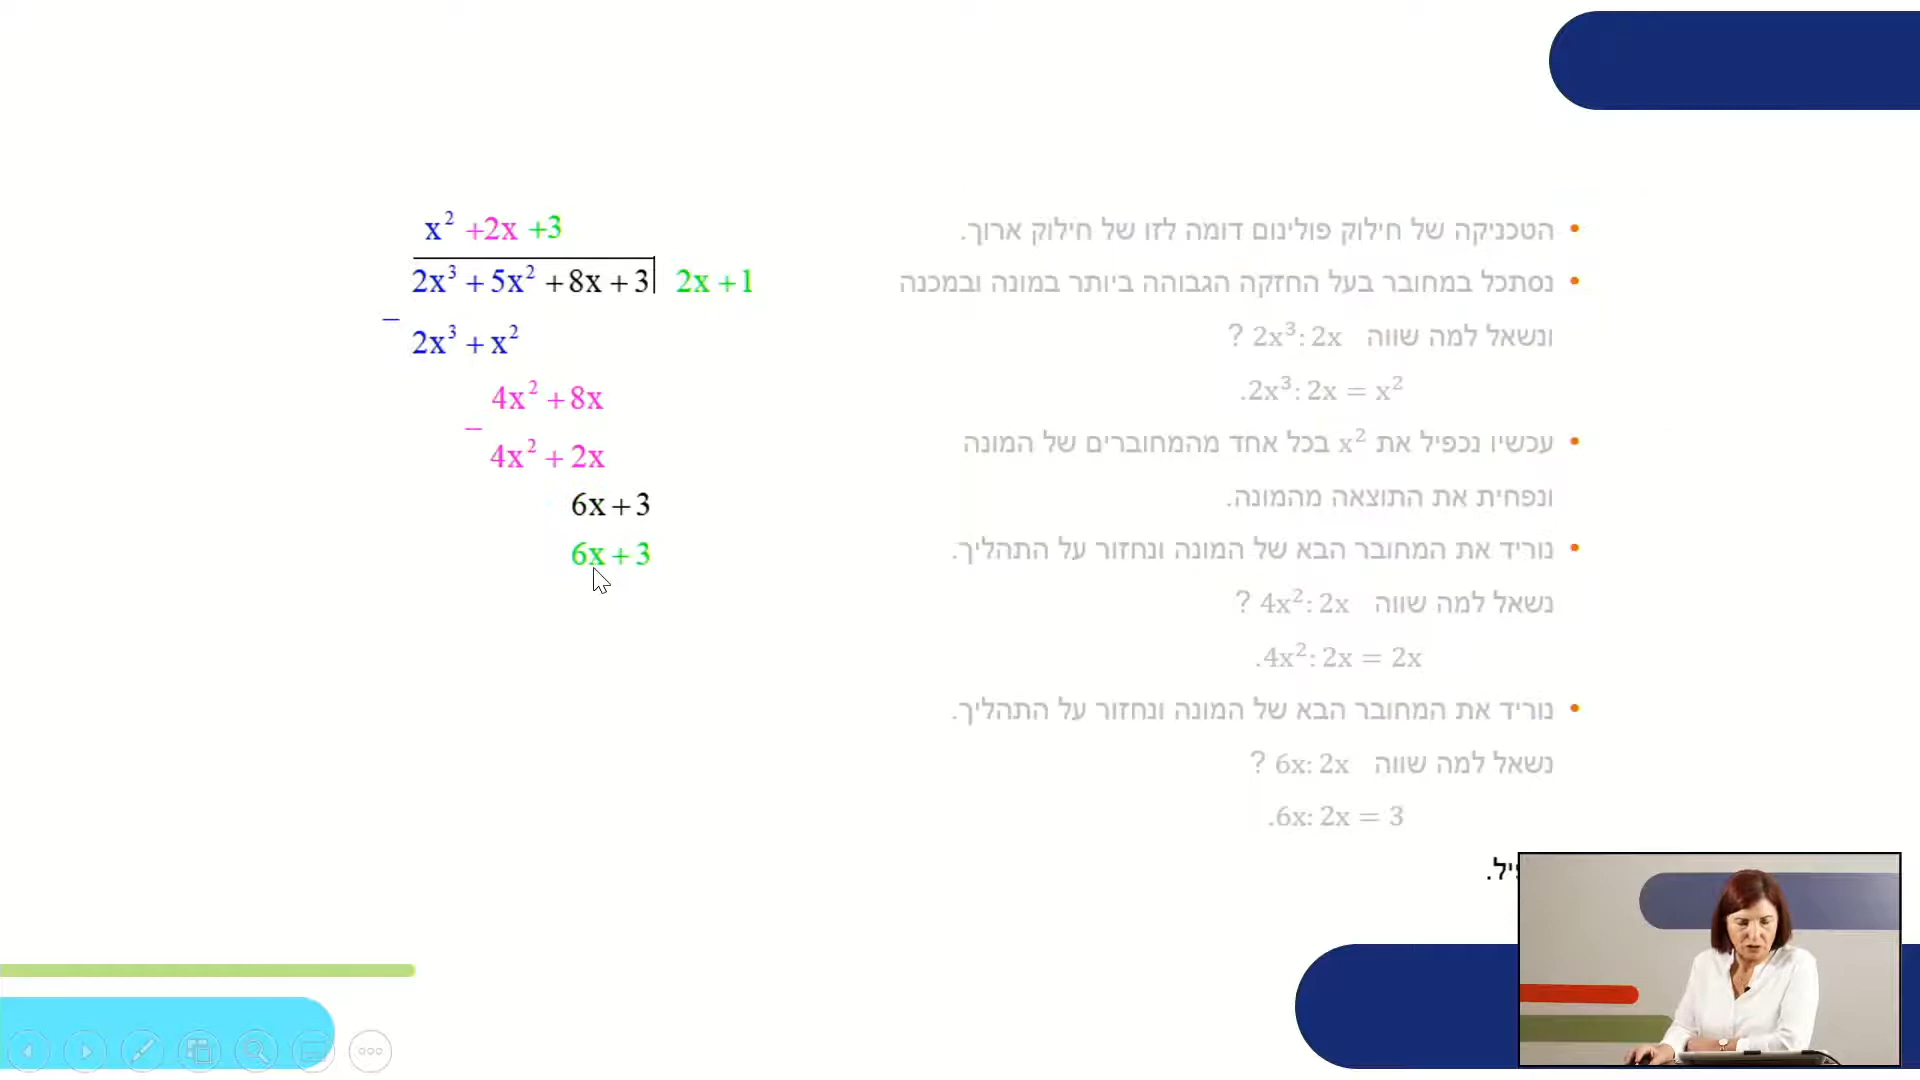 x² +2x +3
2x³ + 5x² + 8x + 3 2x + 1
−
2x³ + x²
4x² + 8x
−
4x² + 2x
6x + 3
6x + 3
• הטכניקה של חילוק פולינום דומה לזו של חילוק ארוך.
• נסתכל במחובר בעל החזקה הגבוהה ביותר במונה ובמכנה
ונשאל למה שווה 2x³: 2x ?
2x³: 2x = x².
• עכשיו נכפיל את x² בכל אחד מהמחוברים של המונה
ונפחית את התוצאה מהמונה.
• נוריד את המחובר הבא של המונה ונחזור על התהליך.
נשאל למה שווה 4x²: 2x ?
4x²: 2x = 2x.
• נוריד את המחובר הבא של המונה ונחזור על התהליך.
נשאל למה שווה 6x: 2x ?
6x: 2x = 3.